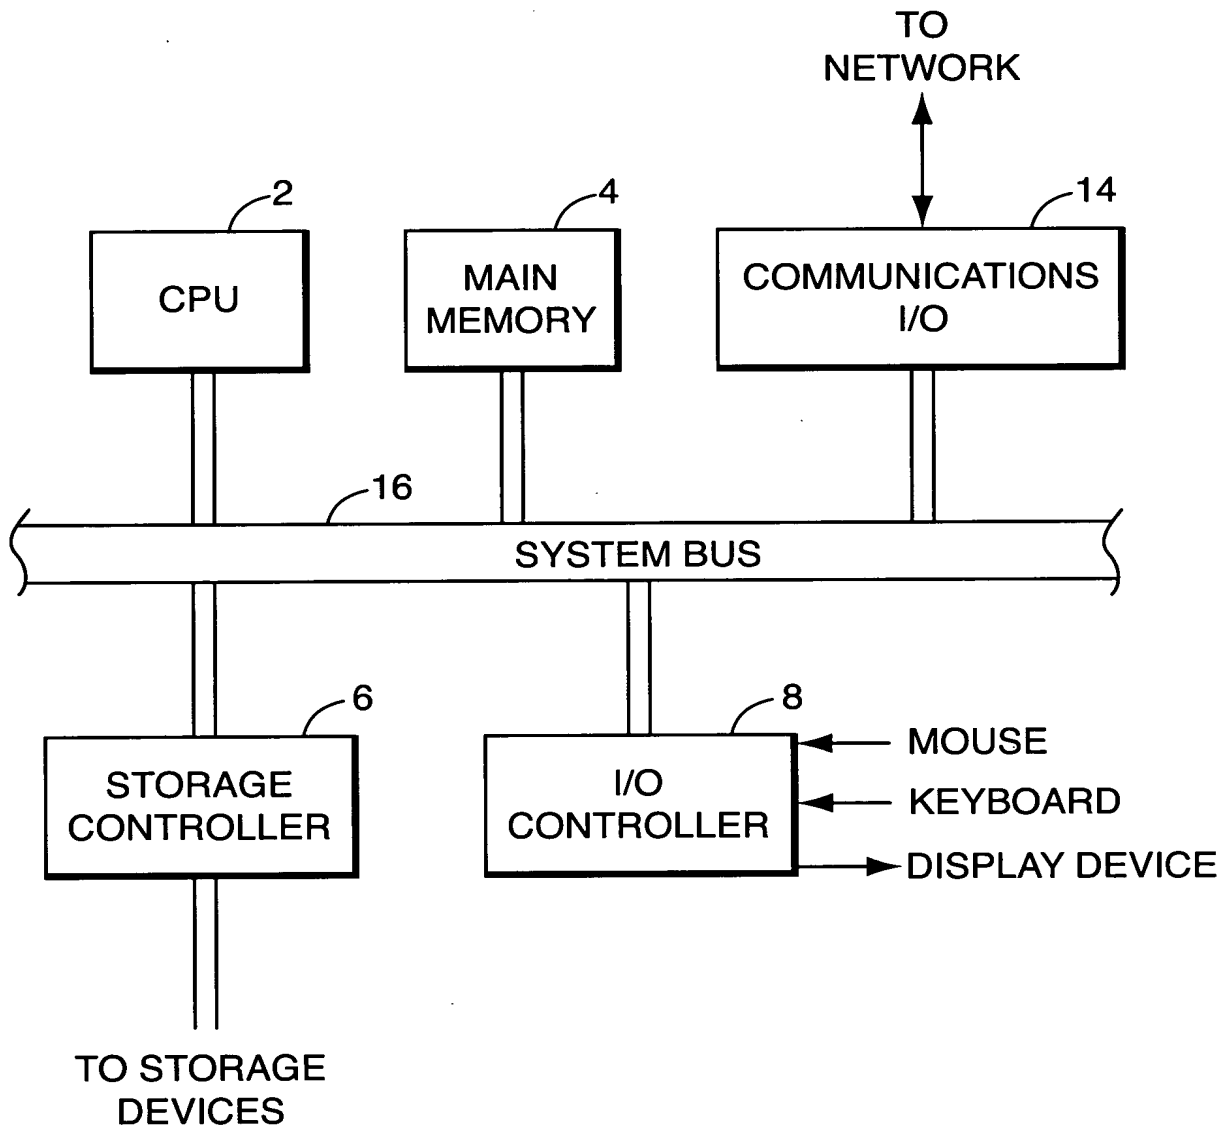 TO
NETWORK
2
4
14
CPU
MAIN
MEMORY
COMMUNICATIONS
I/O
16
SYSTEM BUS
6
8
STORAGE
CONTROLLER
I/O
CONTROLLER
MOUSE
KEYBOARD
DISPLAY DEVICE
TO STORAGE
DEVICES